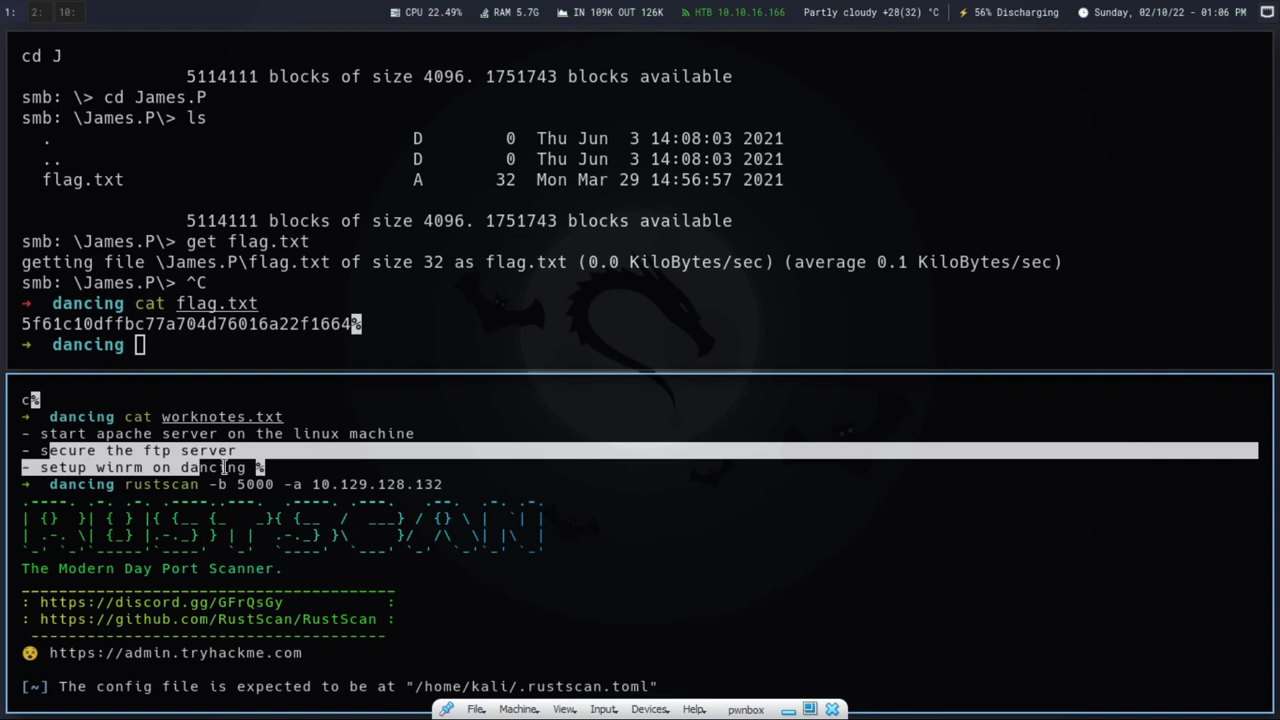 1: 2: 10: CPU 22.49% RAM 5.7G IN 109K OUT 126K HTB 10.10.16.166 Partly cloudy +28(32) °C 56% Discharging Sunday, 02/10/22 - 01:06 PM
cd J
5114111 blocks of size 4096. 1751743 blocks available
smb: \> cd James.P
smb: \James.P\> ls
. D 0 Thu Jun 3 14:08:03 2021
.. D 0 Thu Jun 3 14:08:03 2021
flag.txt A 32 Mon Mar 29 14:56:57 2021
5114111 blocks of size 4096. 1751743 blocks available
smb: \James.P\> get flag.txt
getting file \James.P\flag.txt of size 32 as flag.txt (0.0 KiloBytes/sec) (average 0.1 KiloBytes/sec)
smb: \James.P\> ^C
→ dancing cat flag.txt
5f61c10dffbc77a704d76016a22f1664%
→ dancing
c%
→ dancing cat worknotes.txt
- start apache server on the linux machine
- secure the ftp server
- setup winrm on dancing %
→ dancing rustscan -b 5000 -a 10.129.128.132
RUSTSCAN
The Modern Day Port Scanner.
: https://discord.gg/GFrQsGy :
: https://github.com/RustScan/RustScan :
😵 https://admin.tryhackme.com
[~] The config file is expected to be at "/home/kali/.rustscan.toml"
File Machine View Input Devices Help pwnbox